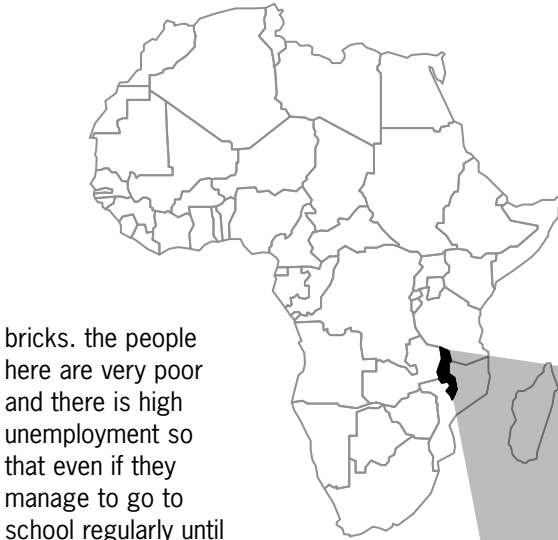 bricks. the people
here are very poor
and there is high
unemployment so
that even if they
manage to go to
school regularly until